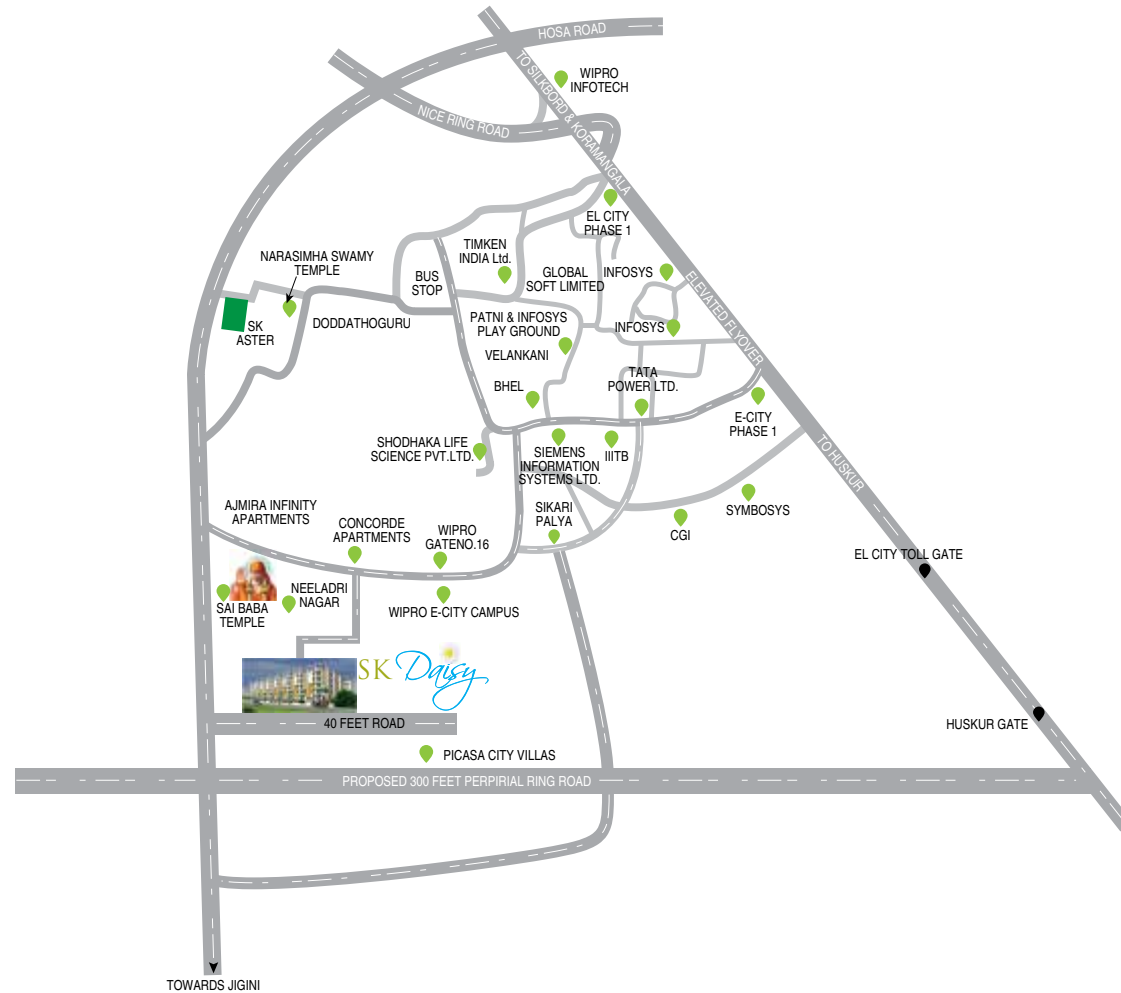 HOSA ROAD
TO SILKBORD & KORAMANGALA
WIPRO
INFOTECH
NICE RING ROAD
EL CITY
PHASE 1
TIMKEN
INDIA Ltd.
NARASIMHA SWAMY
TEMPLE
BUS
STOP
GLOBAL
SOFT LIMITED
INFOSYS
ELEVATED FLYOVER
SK
ASTER
DODDATHOGURU
PATNI & INFOSYS
PLAY GROUND
INFOSYS
VELANKANI
BHEL
TATA
POWER LTD.
E-CITY
PHASE 1
SHODHAKA LIFE
SCIENCE PVT.LTD.
SIEMENS
INFORMATION
SYSTEMS LTD.
IIITB
TO HUSKUR
AJMIRA INFINITY
APARTMENTS
CONCORDE
APARTMENTS
WIPRO
GATENO.16
SIKARI
PALYA
SYMBOSYS
CGI
EL CITY TOLL GATE
SAI BABA
TEMPLE
NEELADRI
NAGAR
WIPRO E-CITY CAMPUS
SK Daisy
40 FEET ROAD
HUSKUR GATE
PICASA CITY VILLAS
PROPOSED 300 FEET PERPIRIAL RING ROAD
TOWARDS JIGINI